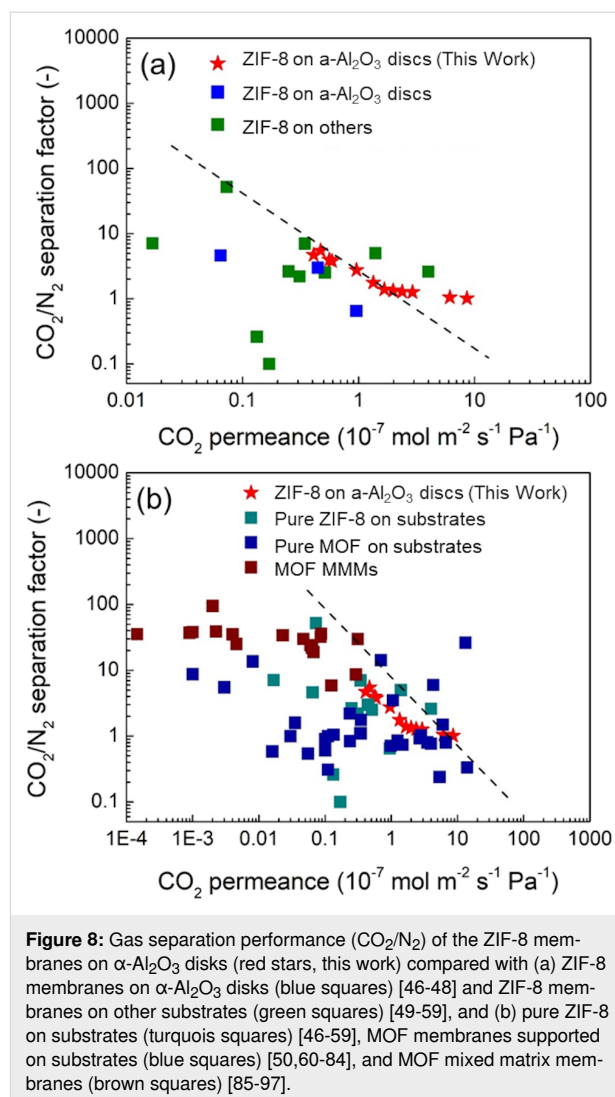 10000
1000
100
10
1
0.1
CO₂/N₂ separation factor (-)
(a)
ZIF-8 on a-Al₂O₃ discs (This Work)
ZIF-8 on a-Al₂O₃ discs
ZIF-8 on others
0.01 0.1 1 10 100
CO₂ permeance (10⁻⁷ mol m⁻² s⁻¹ Pa⁻¹)
10000
1000
100
10
1
0.1
CO₂/N₂ separation factor (-)
(b)
ZIF-8 on a-Al₂O₃ discs (This Work)
Pure ZIF-8 on substrates
Pure MOF on substrates
MOF MMMs
1E-4 1E-3 0.01 0.1 1 10 100 1000
CO₂ permeance (10⁻⁷ mol m⁻² s⁻¹ Pa⁻¹)
Figure 8: Gas separation performance (CO₂/N₂) of the ZIF-8 mem-
branes on α-Al₂O₃ disks (red stars, this work) compared with (a) ZIF-8
membranes on α-Al₂O₃ disks (blue squares) [46-48] and ZIF-8 mem-
branes on other substrates (green squares) [49-59], and (b) pure ZIF-8
on substrates (turquois squares) [46-59], MOF membranes supported
on substrates (blue squares) [50,60-84], and MOF mixed matrix mem-
branes (brown squares) [85-97].